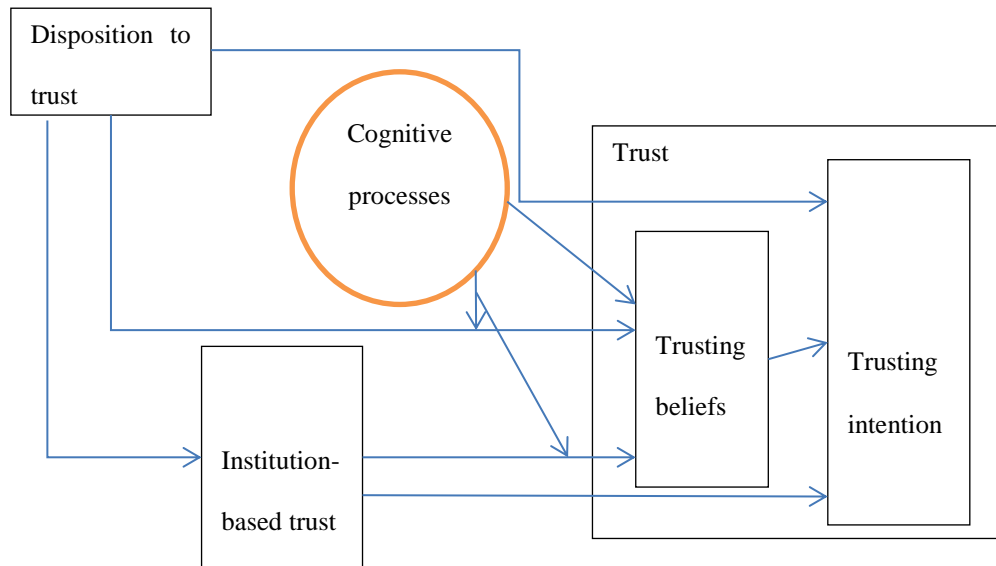 Disposition to
trust
Cognitive
processes
Trust
Trusting
beliefs
Trusting
intention
Institution-
based trust